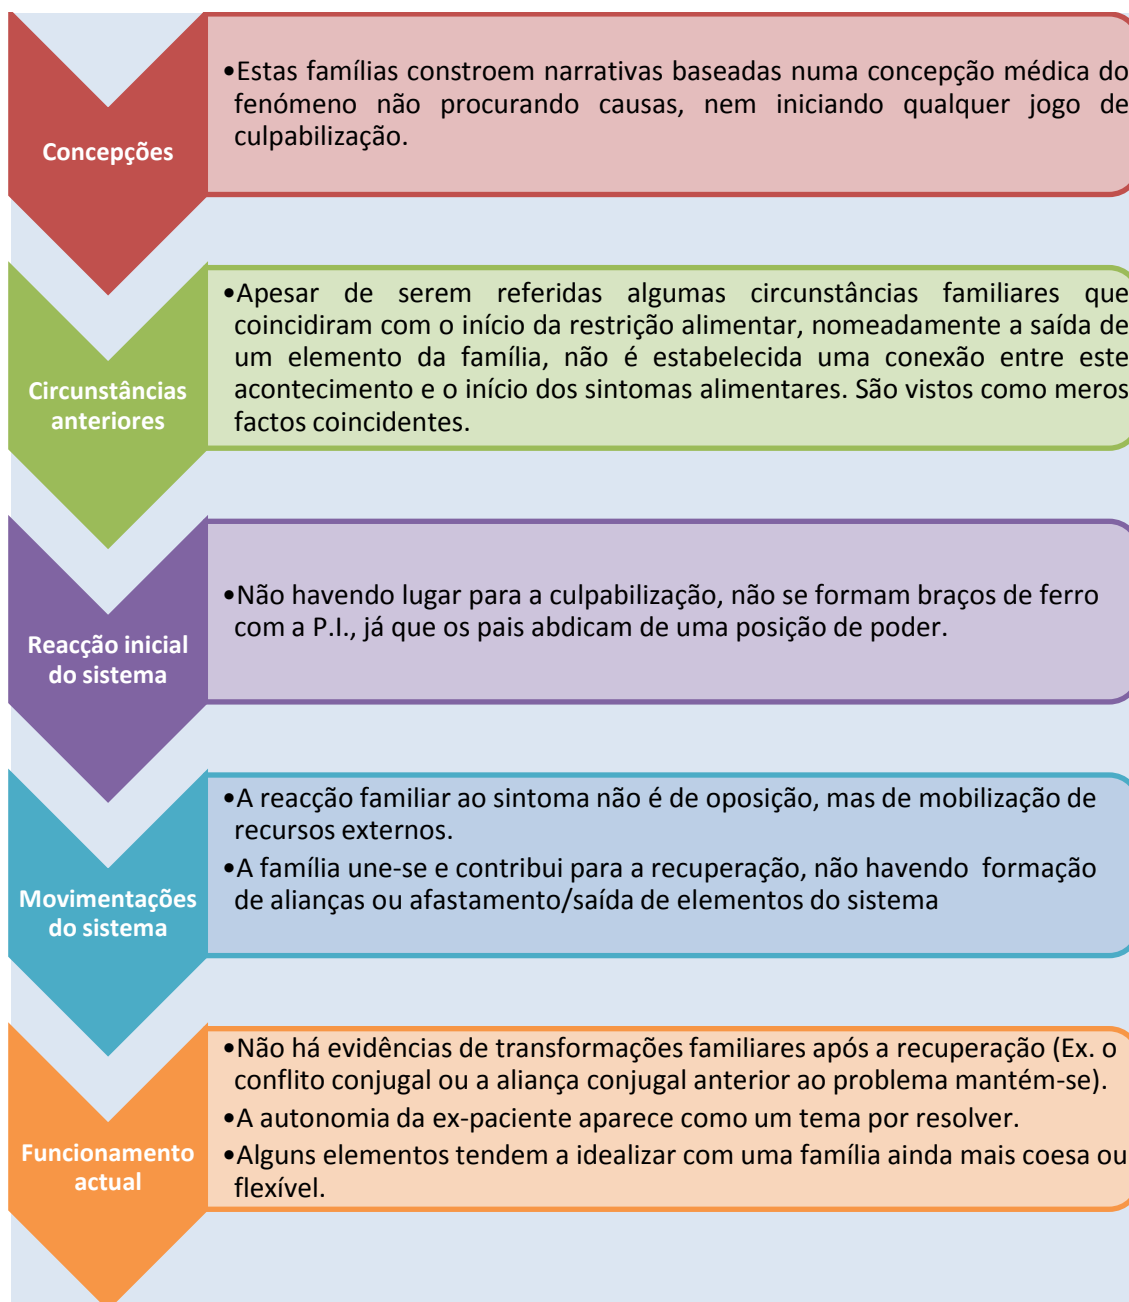 Concepções
•Estas famílias constroem narrativas baseadas numa concepção médica do
fenómeno não procurando causas, nem iniciando qualquer jogo de
culpabilização.
Circunstâncias
anteriores
•Apesar de serem referidas algumas circunstâncias familiares que
coincidiram com o início da restrição alimentar, nomeadamente a saída de
um elemento da família, não é estabelecida uma conexão entre este
acontecimento e o início dos sintomas alimentares. São vistos como meros
factos coincidentes.
Reacção inicial
do sistema
•Não havendo lugar para a culpabilização, não se formam braços de ferro
com a P.I., já que os pais abdicam de uma posição de poder.
Movimentações
do sistema
•A reacção familiar ao sintoma não é de oposição, mas de mobilização de
recursos externos.
•A família une-se e contribui para a recuperação, não havendo formação
de alianças ou afastamento/saída de elementos do sistema
Funcionamento
actual
•Não há evidências de transformações familiares após a recuperação (Ex. o
conflito conjugal ou a aliança conjugal anterior ao problema mantém-se).
•A autonomia da ex-paciente aparece como um tema por resolver.
•Alguns elementos tendem a idealizar com uma família ainda mais coesa ou
flexível.